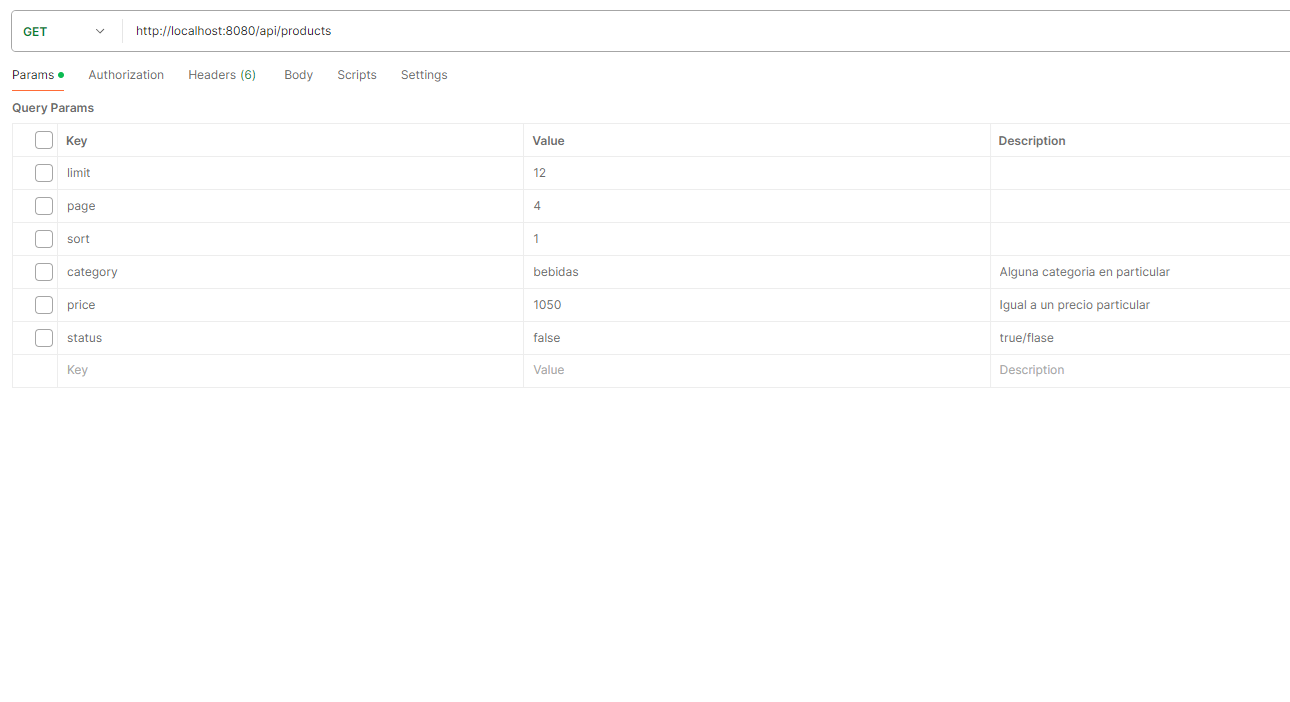 GET http://localhost:8080/api/products
Params Authorization Headers (6) Body Scripts Settings
Query Params
Key Value Description
limit 12
page 4
sort 1
category bebidas Alguna categoria en particular
price 1050 Igual a un precio particular
status false true/flase
Key Value Description